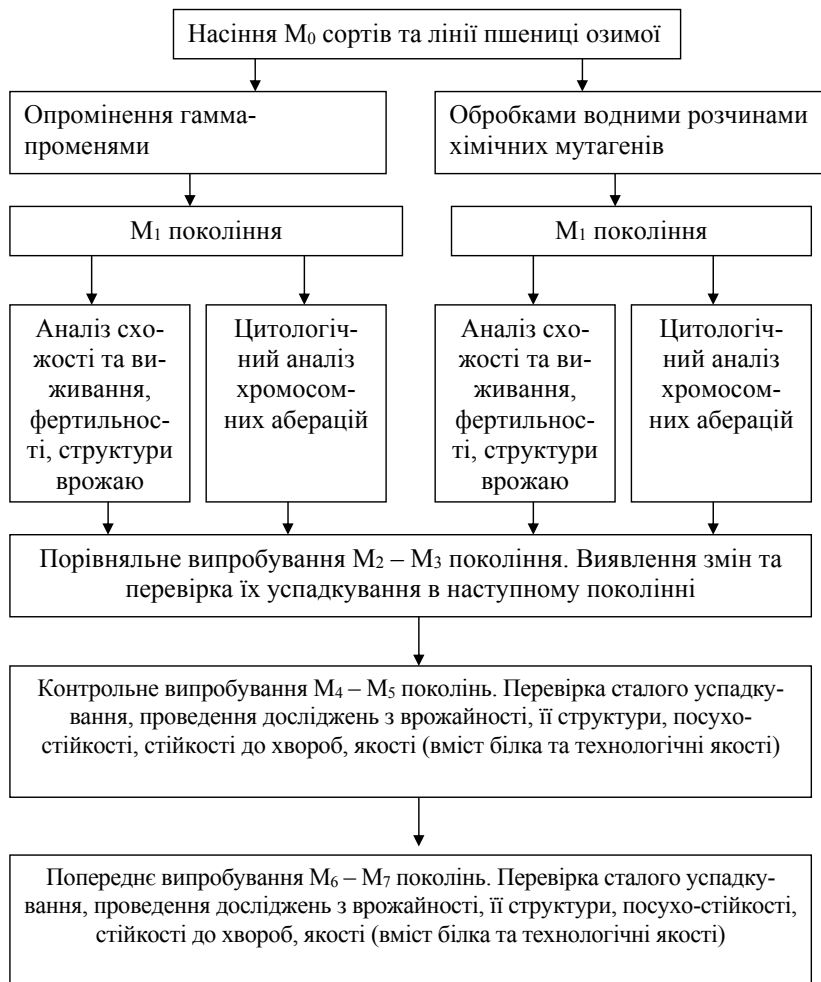 Насіння М₀ сортів та лінії пшениці озимої
Опромінення гамма-
променями
Обробками водними розчинами
хімічних мутагенів
М₁ покоління
М₁ покоління
Аналіз схо-
жості та ви-
живання,
фертильнос-
ті, структури
врожаю
Цитологіч-
ний аналіз
хромосом-
них аберацій
Аналіз схо-
жості та ви-
живання,
фертильнос-
ті, структури
врожаю
Цитологіч-
ний аналіз
хромосом-
них аберацій
Порівняльне випробування М₂ – М₃ покоління. Виявлення змін та
перевірка їх успадкування в наступному поколінні
Контрольне випробування М₄ – М₅ поколінь. Перевірка сталого успадку-
вання, проведення досліджень з врожайності, її структури, посухо-
стійкості, стійкості до хвороб, якості (вміст білка та технологічні якості)
Попереднє випробування М₆ – М₇ поколінь. Перевірка сталого успадку-
вання, проведення досліджень з врожайності, її структури, посухо-стійкості,
стійкості до хвороб, якості (вміст білка та технологічні якості)